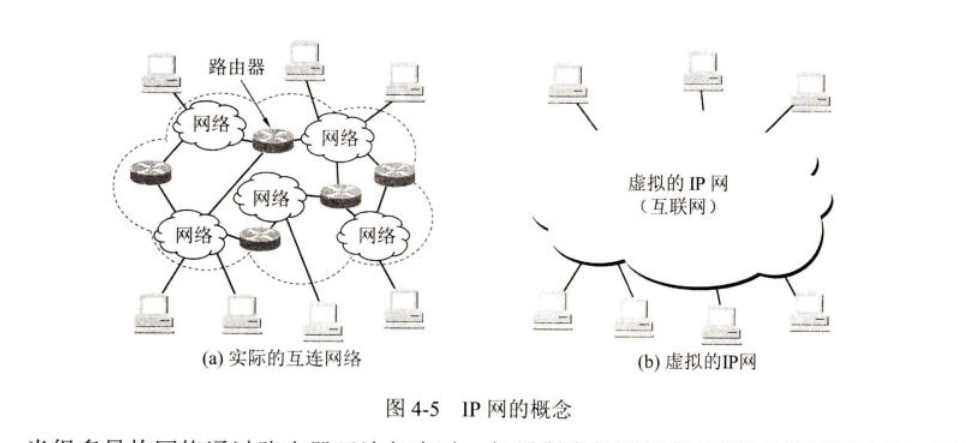 路由器
网络
网络
网络
网络
网络
虚拟的 IP 网
（互联网）
(a) 实际的互连网络
(b) 虚拟的IP网
图 4-5 IP 网的概念